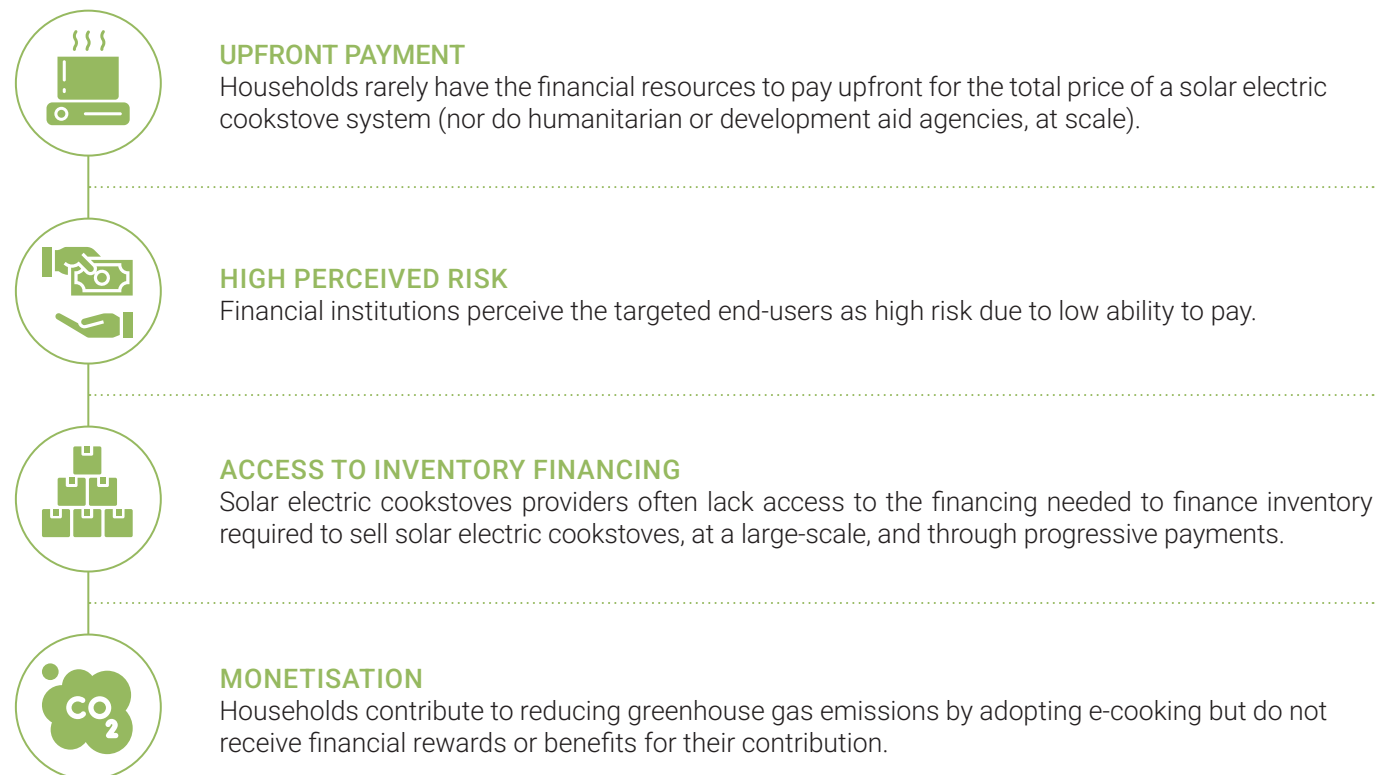 UPFRONT PAYMENT
Households rarely have the financial resources to pay upfront for the total price of a solar electric
cookstove system (nor do humanitarian or development aid agencies, at scale).
HIGH PERCEIVED RISK
Financial institutions perceive the targeted end-users as high risk due to low ability to pay.
ACCESS TO INVENTORY FINANCING
Solar electric cookstoves providers often lack access to the financing needed to finance inventory
required to sell solar electric cookstoves, at a large-scale, and through progressive payments.
CO2
MONETISATION
Households contribute to reducing greenhouse gas emissions by adopting e-cooking but do not
receive financial rewards or benefits for their contribution.